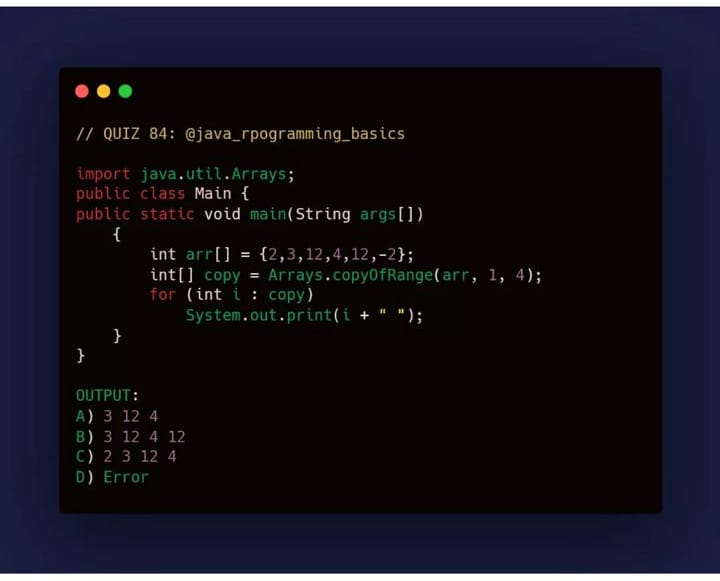 // QUIZ 84: @java_rpogramming_basics
import java.util.Arrays;
public class Main {
public static void main(String args[])
{
int arr[] = {2,3,12,4,12,-2};
int[] copy = Arrays.copyOfRange(arr, 1, 4);
for (int i : copy)
System.out.print(i + " ");
}
}
OUTPUT:
A) 3 12 4
B) 3 12 4 12
C) 2 3 12 4
D) Error